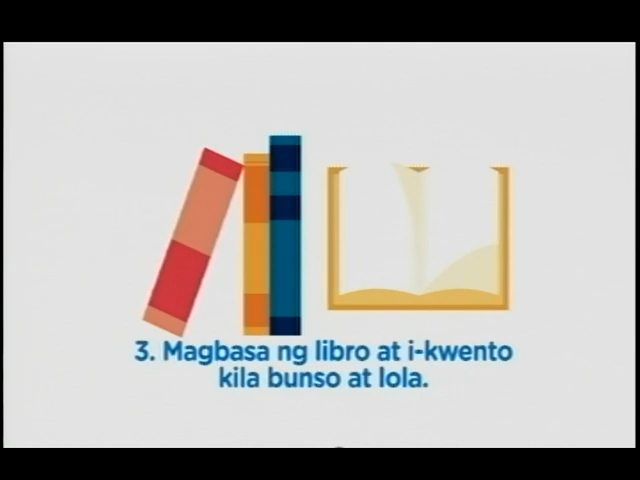 3. Magbasa ng libro at i-kwento
kila bunso at lola.